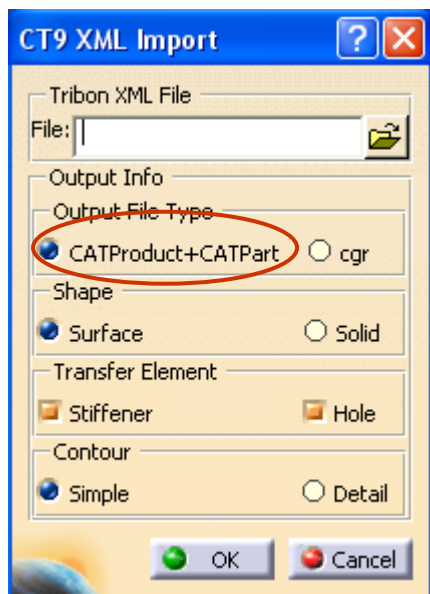 CT9 XML Import
Tribon XML File
File:
Output Info
Output File Type
CATProduct+CATPart cgr
Shape
Surface Solid
Transfer Element
Stiffener Hole
Contour
Simple Detail
OK Cancel